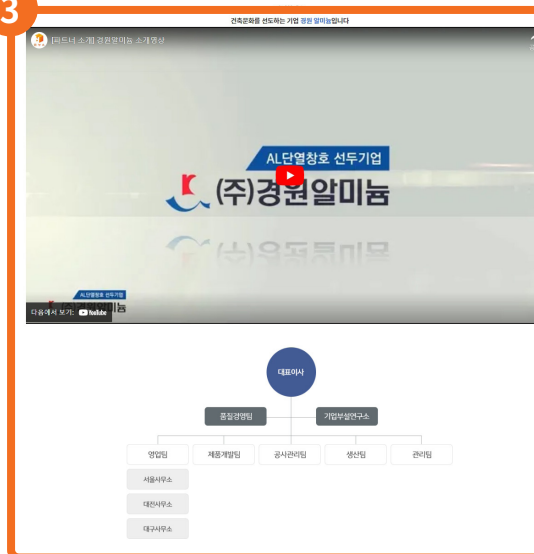 3
건축문화를 선도하는 기업 경원 알미늄입니다
[파트너 소개] 경원알미늄 소개영상
AL단열창호 선두기업
(주)경원알미늄
AL단열창호 선두기업
다음에서 보기: YouTube
대표이사
품질경영팀 기업부설연구소
영업팀 제품개발팀 공사관리팀 생산팀 관리팀
서울사무소
대전사무소
대구사무소